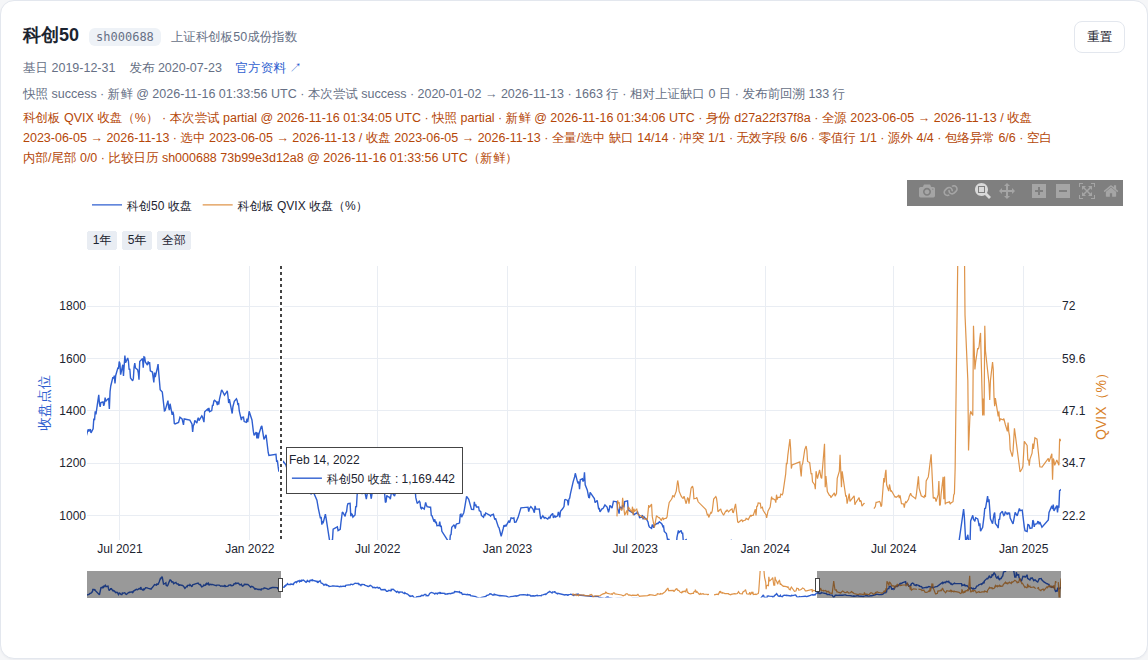 科创50 sh000688 上证科创板50成份指数 重置
基日 2019-12-31 发布 2020-07-23 官方资料 ↗
快照 success · 新鲜 @ 2026-11-16 01:33:56 UTC · 本次尝试 success · 2020-01-02 → 2026-11-13 · 1663 行 · 相对上证缺口 0 日 · 发布前回溯 133 行
科创板 QVIX 收盘（%） · 本次尝试 partial @ 2026-11-16 01:34:05 UTC · 快照 partial · 新鲜 @ 2026-11-16 01:34:06 UTC · 身份 d27a22f37f8a · 全源 2023-06-05 → 2026-11-13 / 收盘
2023-06-05 → 2026-11-13 · 选中 2023-06-05 → 2026-11-13 / 收盘 2023-06-05 → 2026-11-13 · 全量/选中 缺口 14/14 · 冲突 1/1 · 无效字段 6/6 · 零值行 1/1 · 源外 4/4 · 包络异常 6/6 · 空白
内部/尾部 0/0 · 比较日历 sh000688 73b99e3d12a8 @ 2026-11-16 01:33:56 UTC（新鲜）
科创50 收盘 科创板 QVIX 收盘（%）
1年 5年 全部
1800 72
1600 59.6
1400 47.1
1200 34.7
1000 22.2
收盘点位
QVIX（%）
Feb 14, 2022
科创50 收盘 : 1,169.442
Jul 2021 Jan 2022 Jul 2022 Jan 2023 Jul 2023 Jan 2024 Jul 2024 Jan 2025